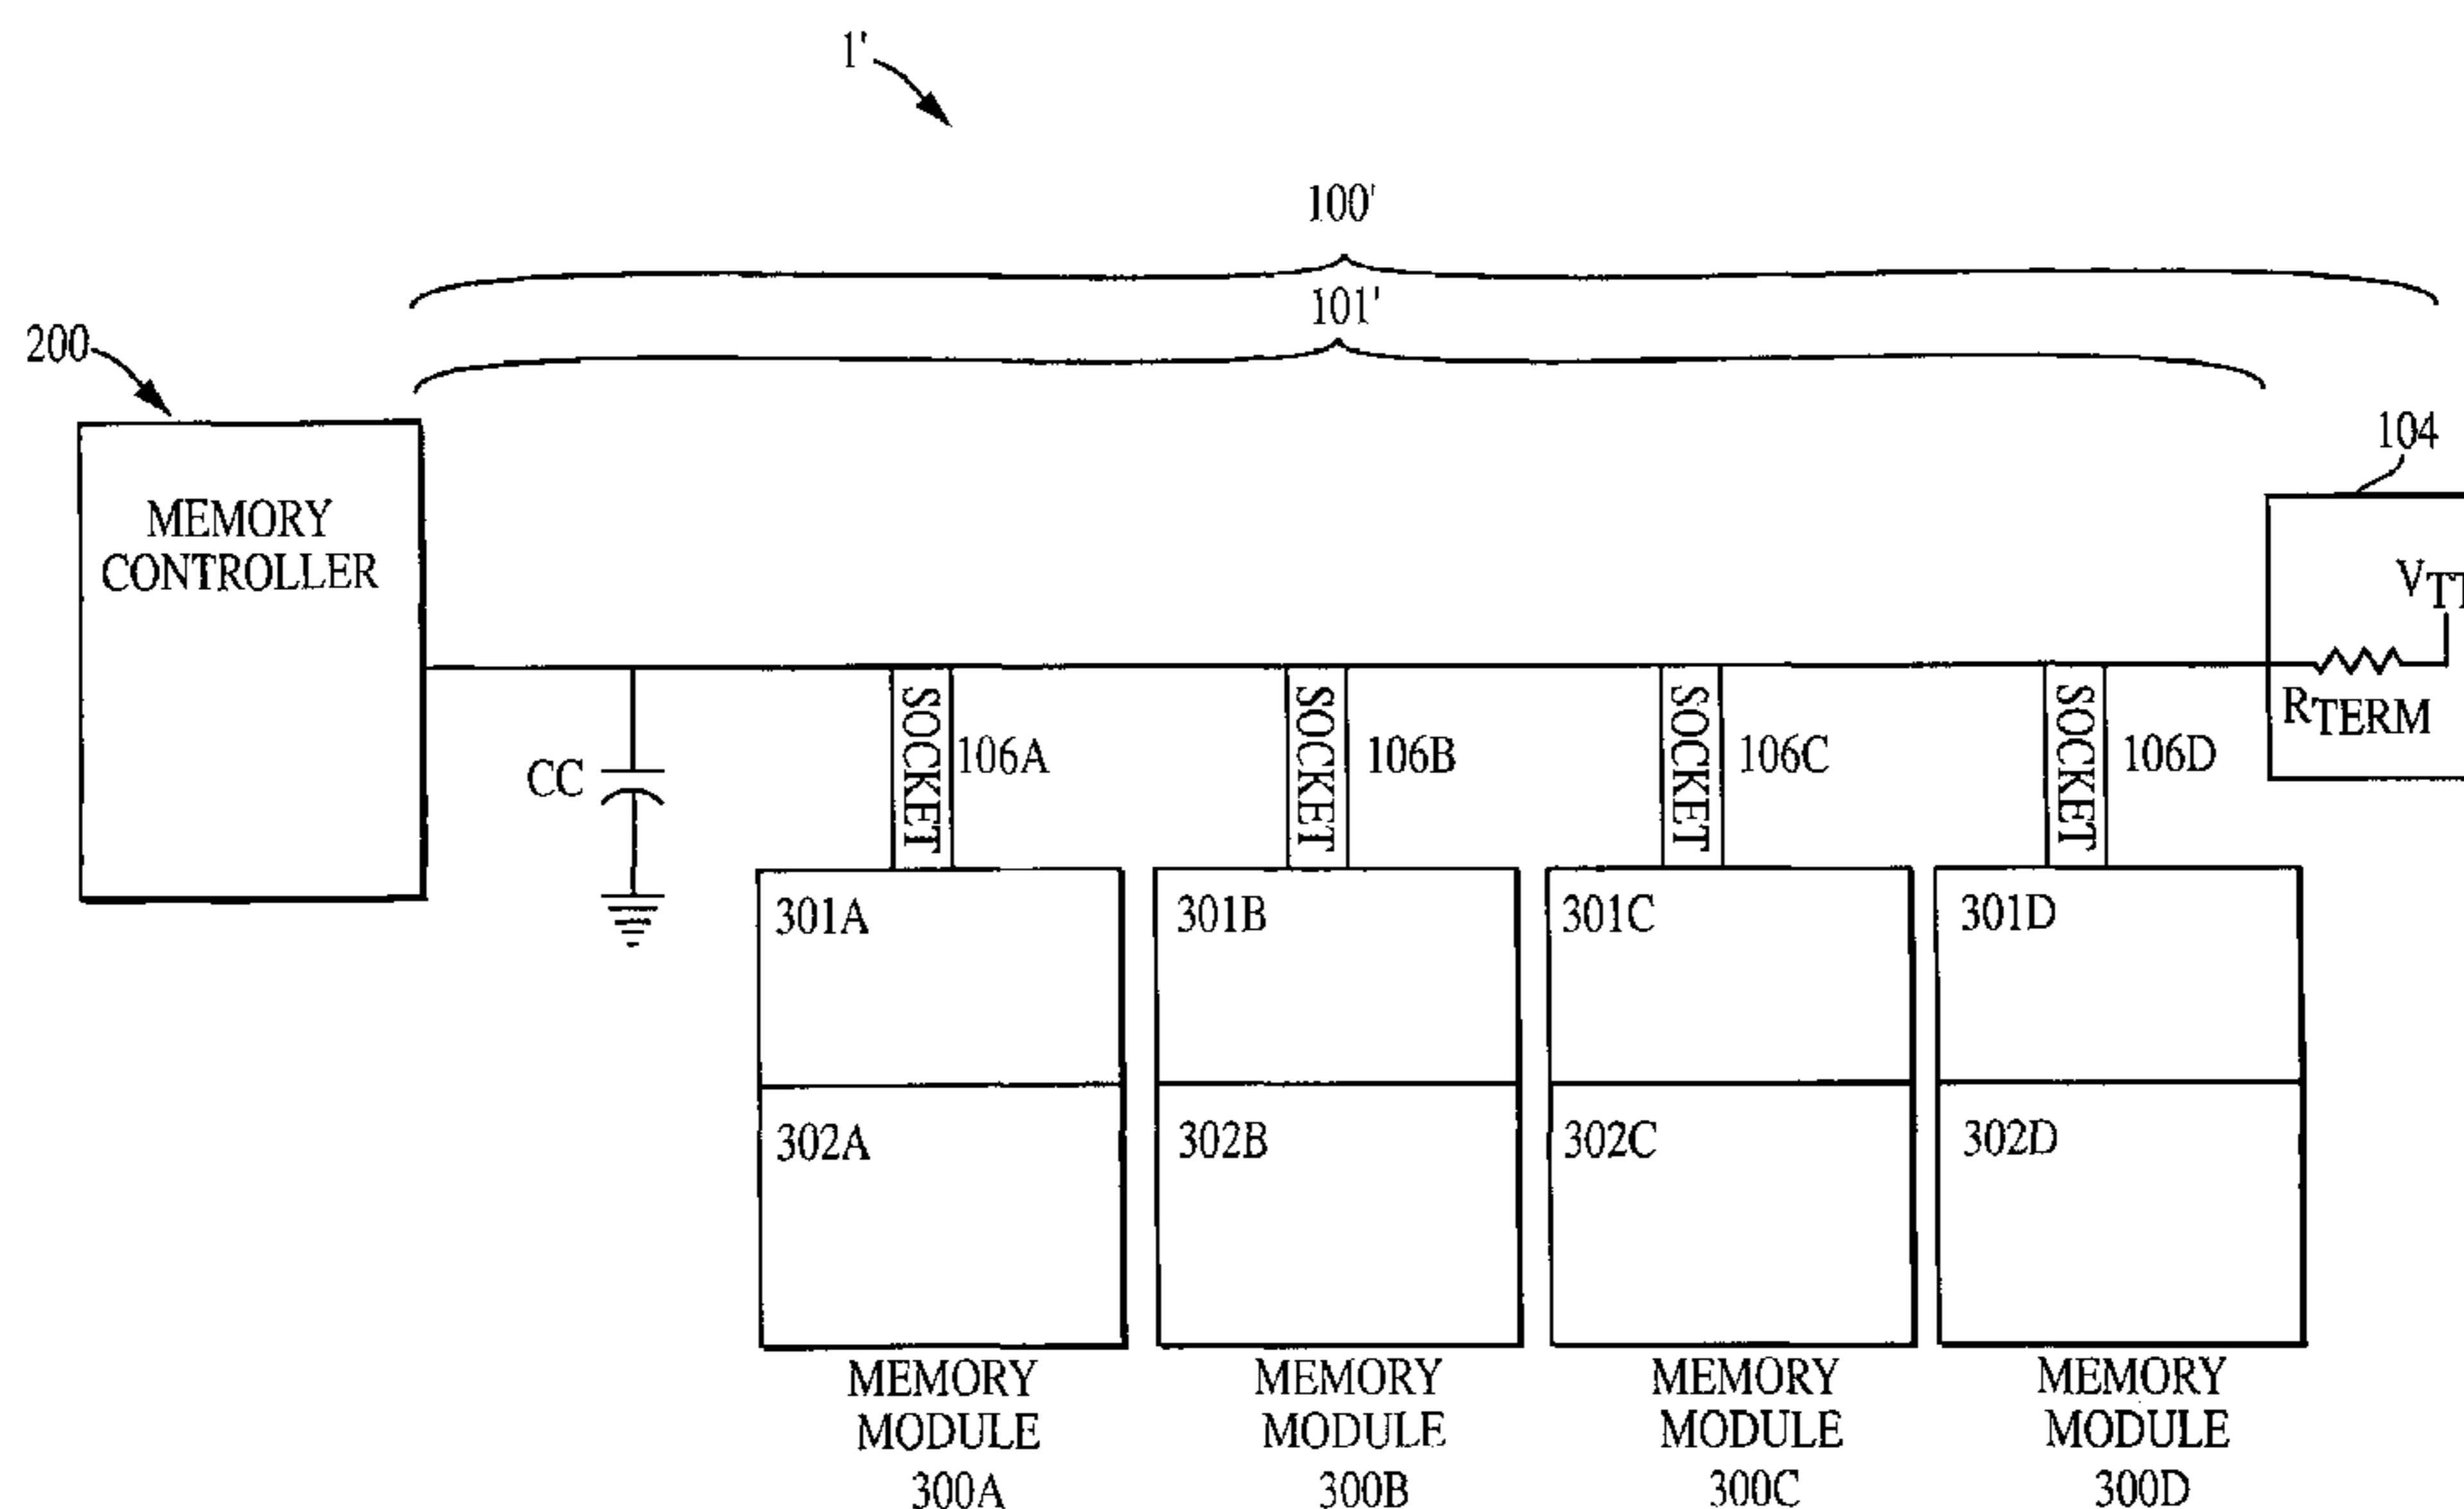 1'
100'
101'
200
104
MEMORY
CONTROLLER
RTERM
CC
SOCKET
106A
SOCKET
106B
SOCKET
106C
SOCKET
106D
301A
301B
301C
301D
302A
302B
302C
302D
MEMORY
MODULE
300A
MEMORY
MODULE
300B
MEMORY
MODULE
300C
MEMORY
MODULE
300D